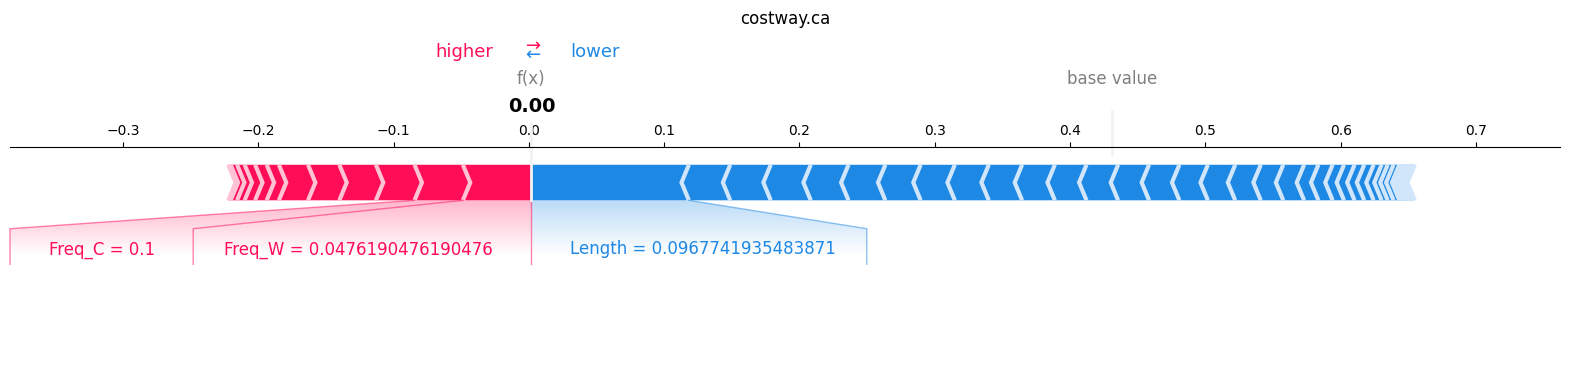 costway.ca
higher ⇄ lower
f(x) base value
0.00
−0.3 −0.2 −0.1 0.0 0.1 0.2 0.3 0.4 0.5 0.6 0.7
Freq_C = 0.1 Freq_W = 0.0476190476190476 Length = 0.0967741935483871